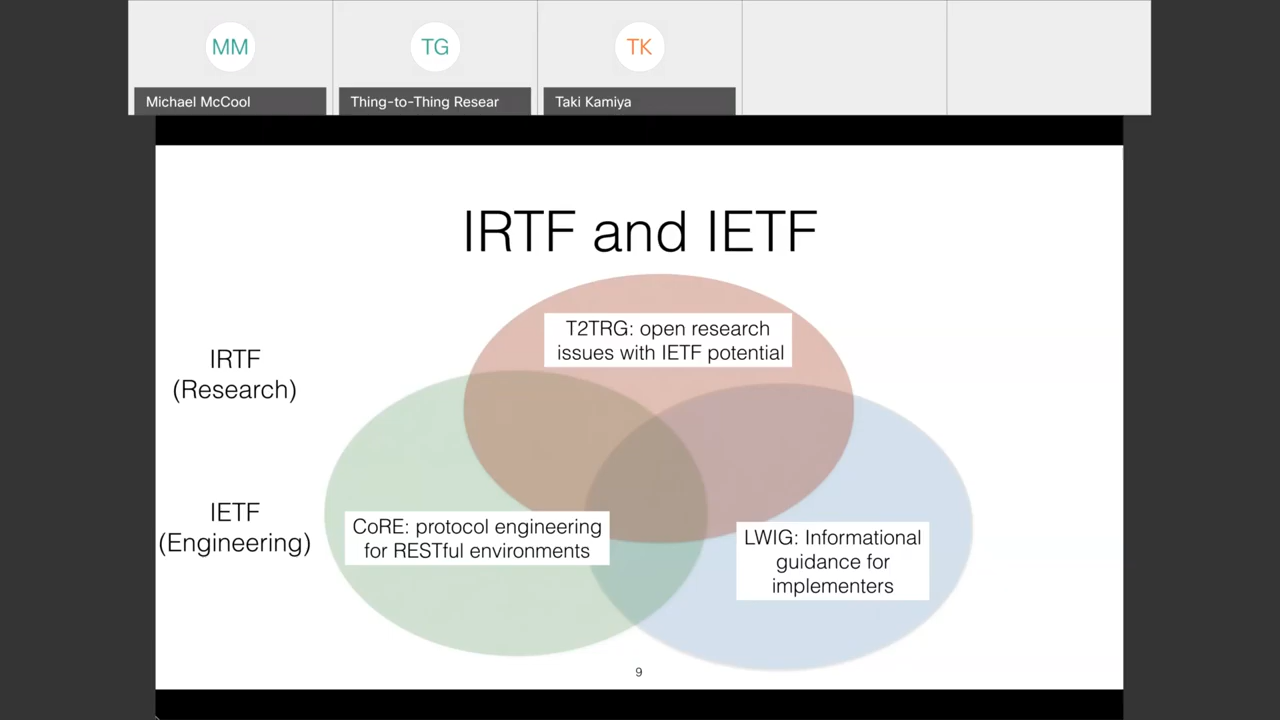 MM
TG
TK
Michael McCool
Thing-to-Thing Resear
Taki Kamiya
IRTF and IETF
T2TRG: open research
issues with IETF potential
IRTF
(Research)
IETF
(Engineering)
CoRE: protocol engineering
for RESTful environments
LWIG: Informational
guidance for
implementers
9